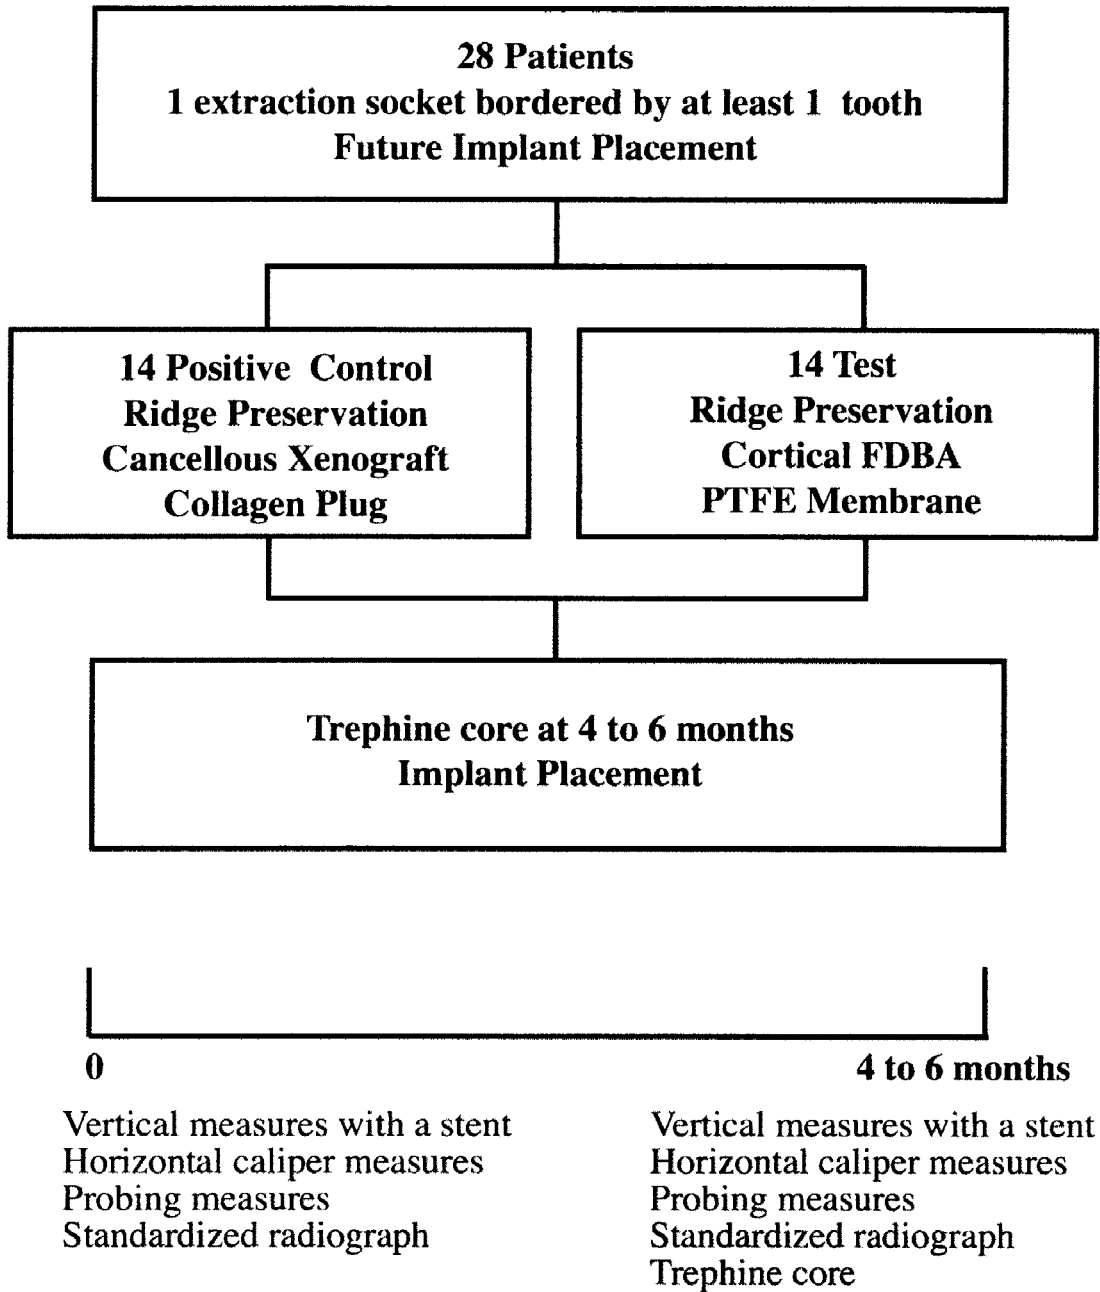 28 Patients
1 extraction socket bordered by at least 1 tooth
Future Implant Placement
14 Positive Control
Ridge Preservation
Cancellous Xenograft
Collagen Plug
14 Test
Ridge Preservation
Cortical FDBA
PTFE Membrane
Trephine core at 4 to 6 months
Implant Placement
0
4 to 6 months
Vertical measures with a stent
Horizontal caliper measures
Probing measures
Standardized radiograph
Vertical measures with a stent
Horizontal caliper measures
Probing measures
Standardized radiograph
Trephine core